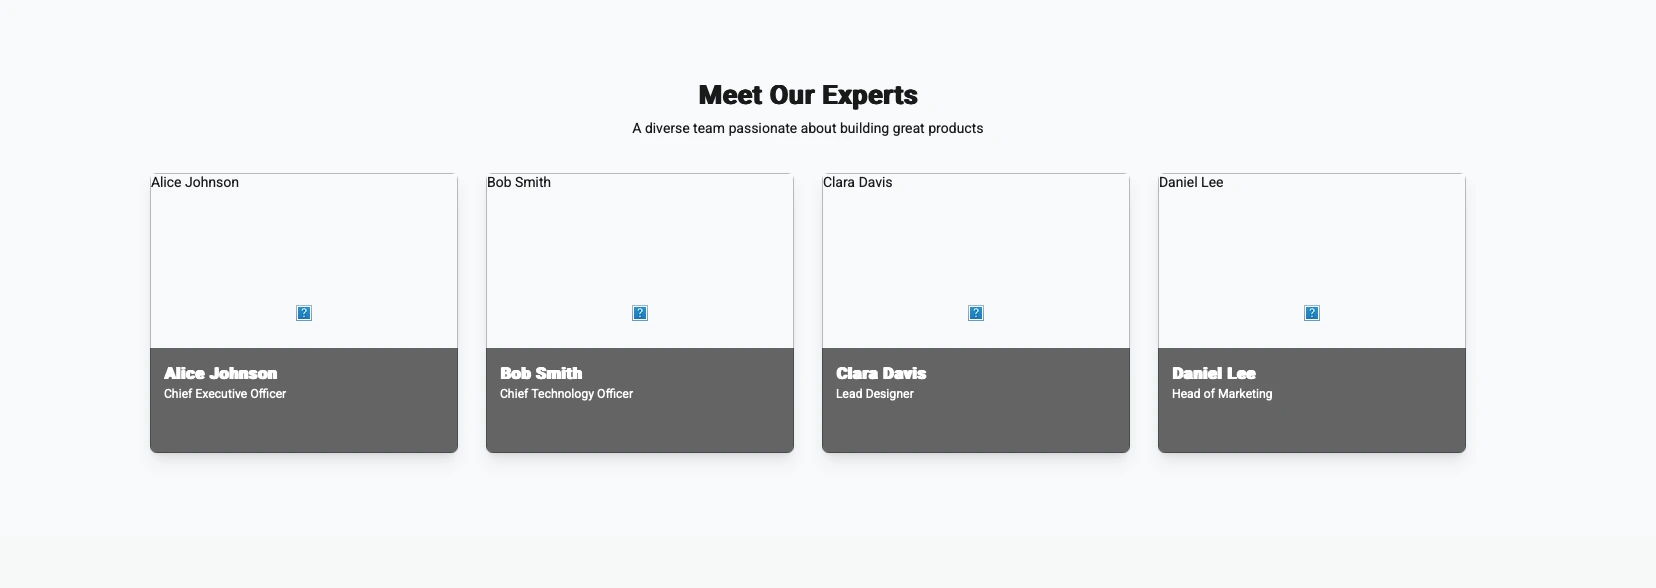 Meet Our Experts
A diverse team passionate about building great products
Alice Johnson
?
Alice Johnson
Chief Executive Officer
Bob Smith
?
Bob Smith
Chief Technology Officer
Clara Davis
?
Clara Davis
Lead Designer
Daniel Lee
?
Daniel Lee
Head of Marketing